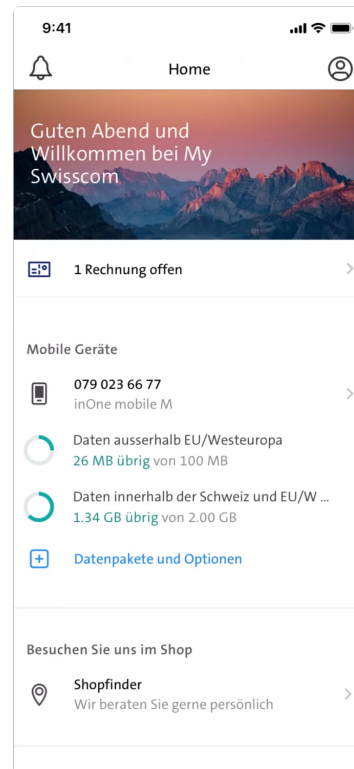 9:41
Home
Guten Abend und
Willkommen bei My
Swisscom
1 Rechnung offen
Mobile Geräte
079 023 66 77
inOne mobile M
Daten ausserhalb EU/Westeuropa
26 MB übrig von 100 MB
Daten innerhalb der Schweiz und EU/W ...
1.34 GB übrig von 2.00 GB
Datenpakete und Optionen
Besuchen Sie uns im Shop
Shopfinder
Wir beraten Sie gerne persönlich